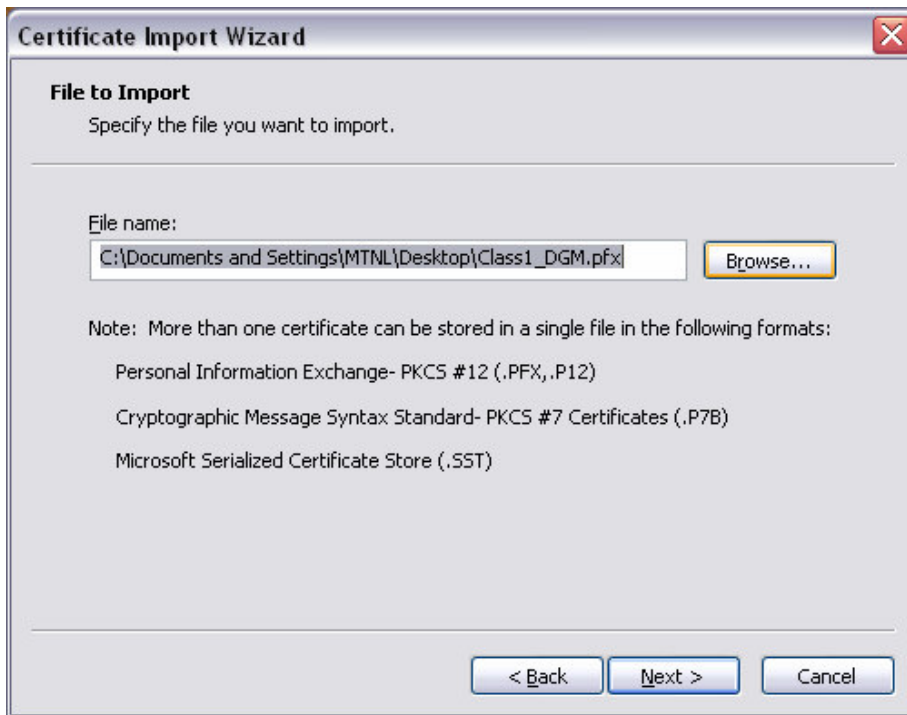 Certificate Import Wizard
File to Import
Specify the file you want to import.
File name:
C:\Documents and Settings\MTNL\Desktop\Class1_DGM.pfx
Browse...
Note: More than one certificate can be stored in a single file in the following formats:
Personal Information Exchange- PKCS #12 (.PFX,.P12)
Cryptographic Message Syntax Standard- PKCS #7 Certificates (.P7B)
Microsoft Serialized Certificate Store (.SST)
< Back
Next >
Cancel